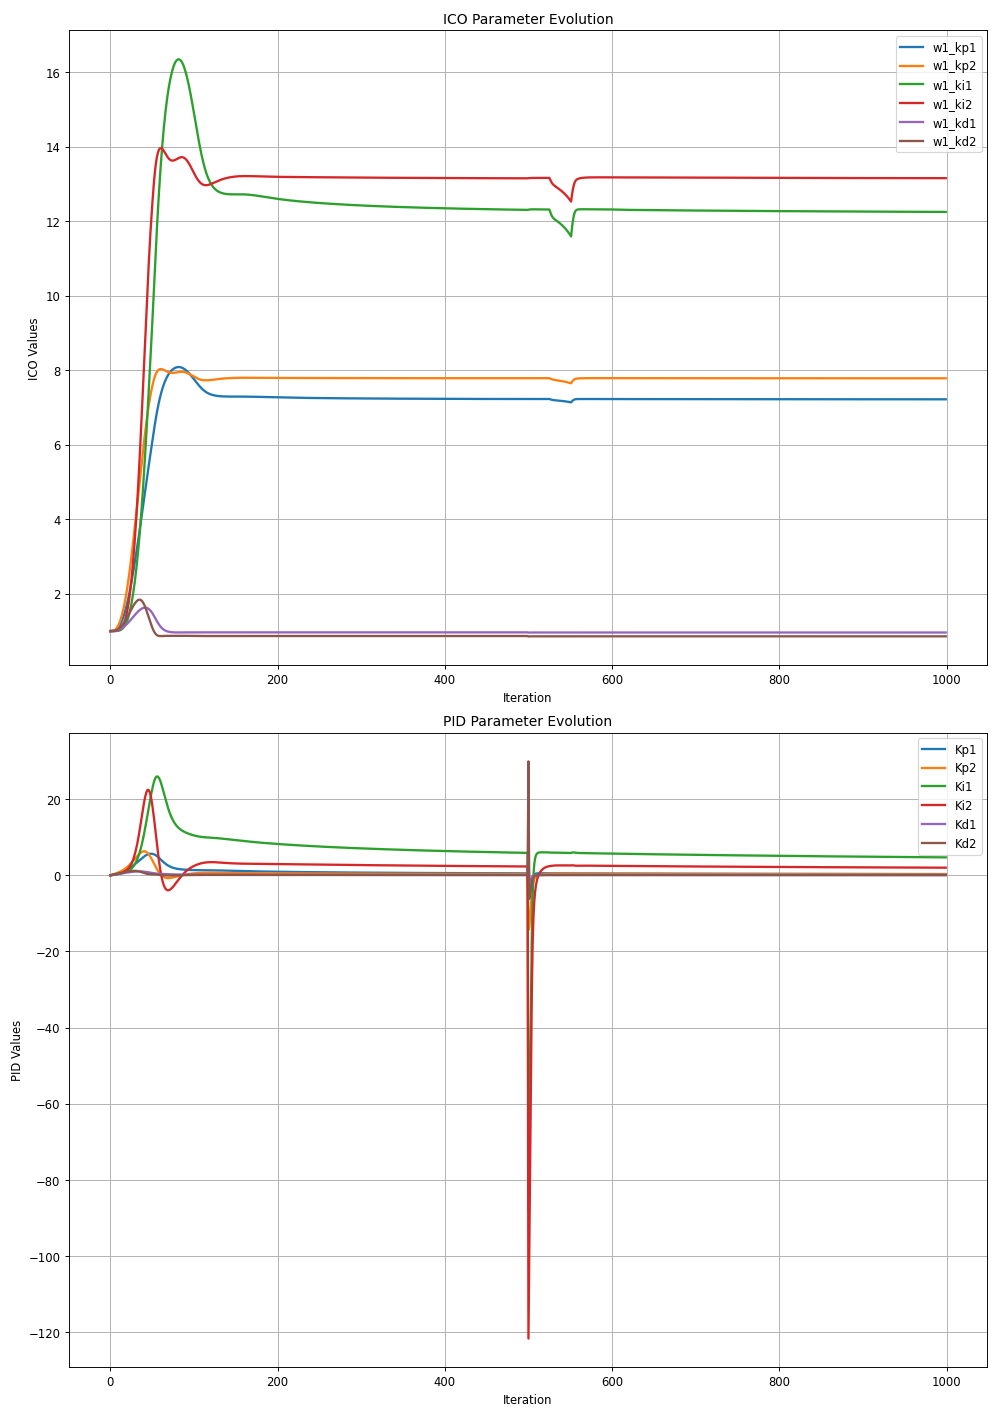 ICO Parameter Evolution
w1_kp1
w1_kp2
w1_ki1
w1_ki2
w1_kd1
w1_kd2
16
14
12
10
8
6
4
2
ICO Values
0
200
400
600
800
1000
Iteration
PID Parameter Evolution
Kp1
Kp2
Ki1
Ki2
Kd1
Kd2
20
0
−20
−40
−60
−80
−100
−120
PID Values
0
200
400
600
800
1000
Iteration